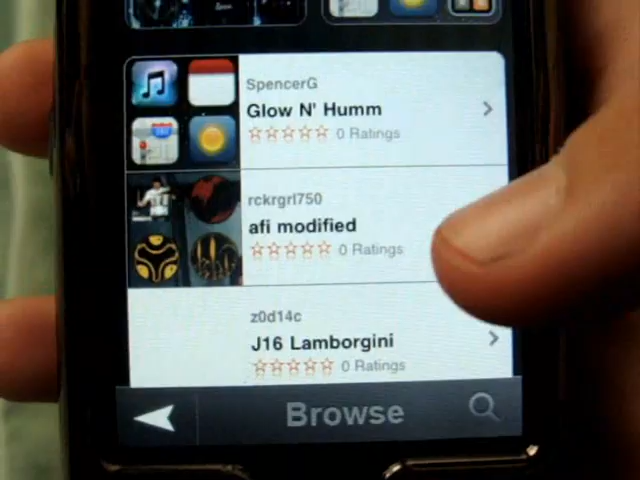 SpencerG
Glow N' Humm
0 Ratings
rckrgrl750
afi modified
0 Ratings
z0d14c
J16 Lamborgini
0 Ratings
Browse